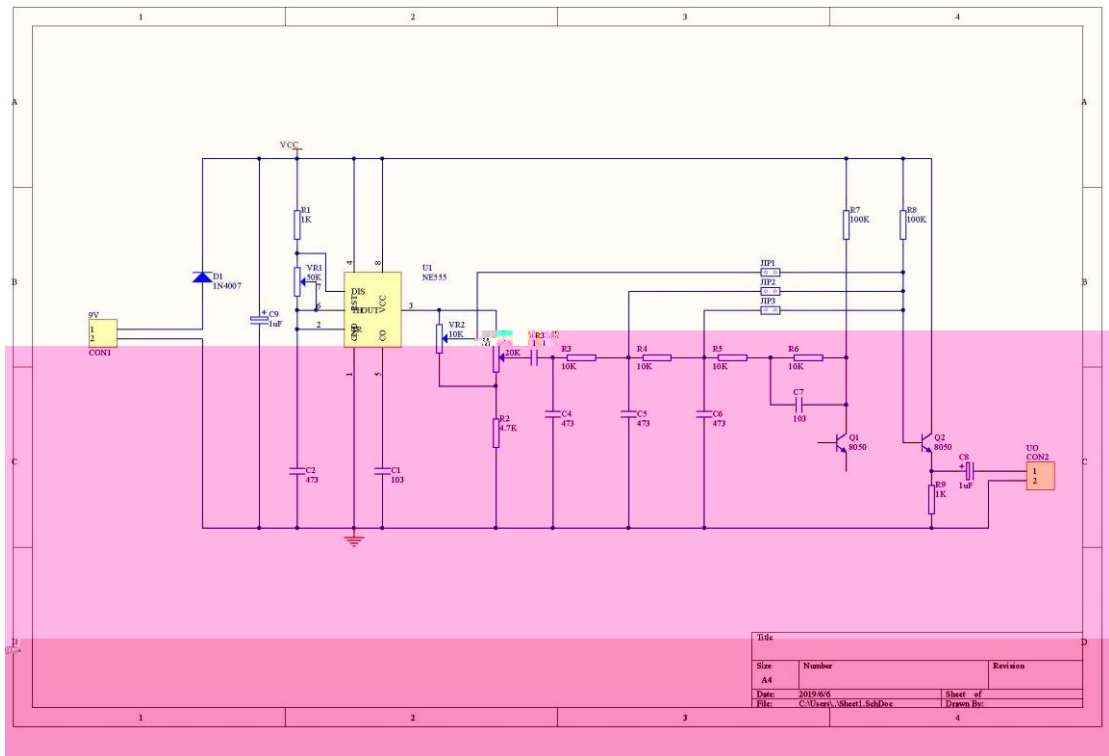 1 2 3 4
A A
VCC
R1
1K
R7
100K
R8
100K
4
8
U1
NE555
JIP1
B B
D1
1N4007
VR1
50K
7
DIS
RST
VCC
JIP2
C9
1uF
+
6
THOUT
3
JIP3
9V
1
2
CON1
2
TR
GND
CO
VR2
10K
20K
R3
10K
R4
10K
R5
10K
R6
10K
1
5
C7
103
R2
4.7K
C4
473
C5
473
C6
473
Q1
8050
Q2
8050
UO
CON2
1
2
C C
C2
473
C1
103
C8
+
1uF
R9
1K
D
Title
Size
A4
Number
Revision
Date:
2019/6/6
Sheet of
File:
C:\Users\..\Sheet1.SchDoc
Drawn By:
1 2 3 4